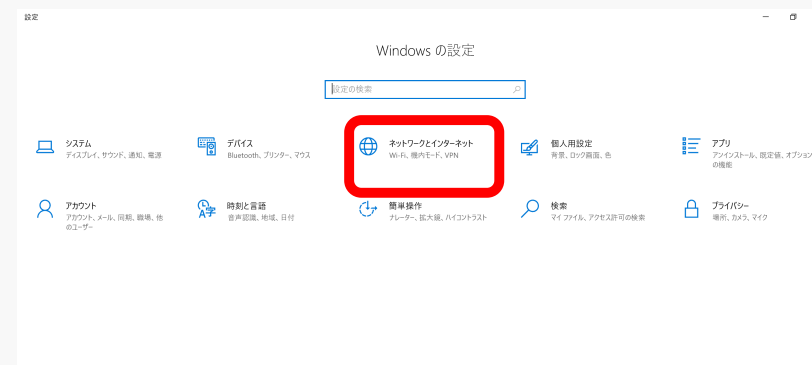 設定
Windows の設定
設定の検索
システム
ディスプレイ、サウンド、通知、電源
デバイス
Bluetooth、プリンター、マウス
ネットワークとインターネット
Wi-Fi、機内モード、VPN
個人用設定
背景、ロック画面、色
アプリ
アンインストール、既定値、オプション
の機能
アカウント
アカウント、メール、同期、職場、他
のユーザー
時刻と言語
音声認識、地域、日付
簡単操作
ナレーター、拡大鏡、ハイコントラスト
検索
マイ ファイル、アクセス許可の検索
プライバシー
場所、カメラ、マイク